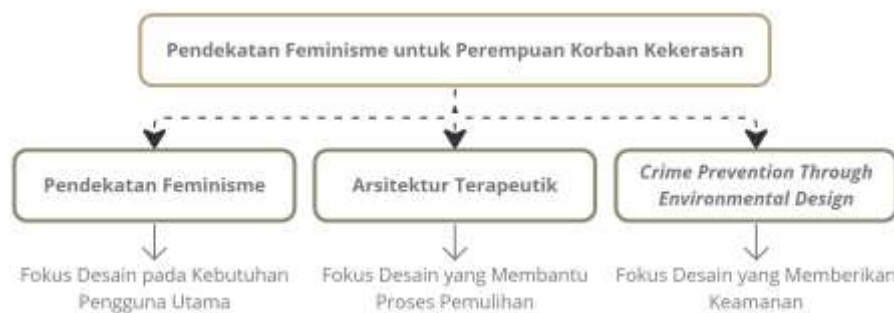 Pendekatan Feminisme untuk Perempuan Korban Kekerasan
Pendekatan Feminisme
Arsitektur Terapeutik
Crime Prevention Through
Environmental Design
Fokus Desain pada Kebutuhan
Pengguna Utama
Fokus Desain yang Membantu
Proses Pemulihan
Fokus Desain yang Memberikan
Keamanan